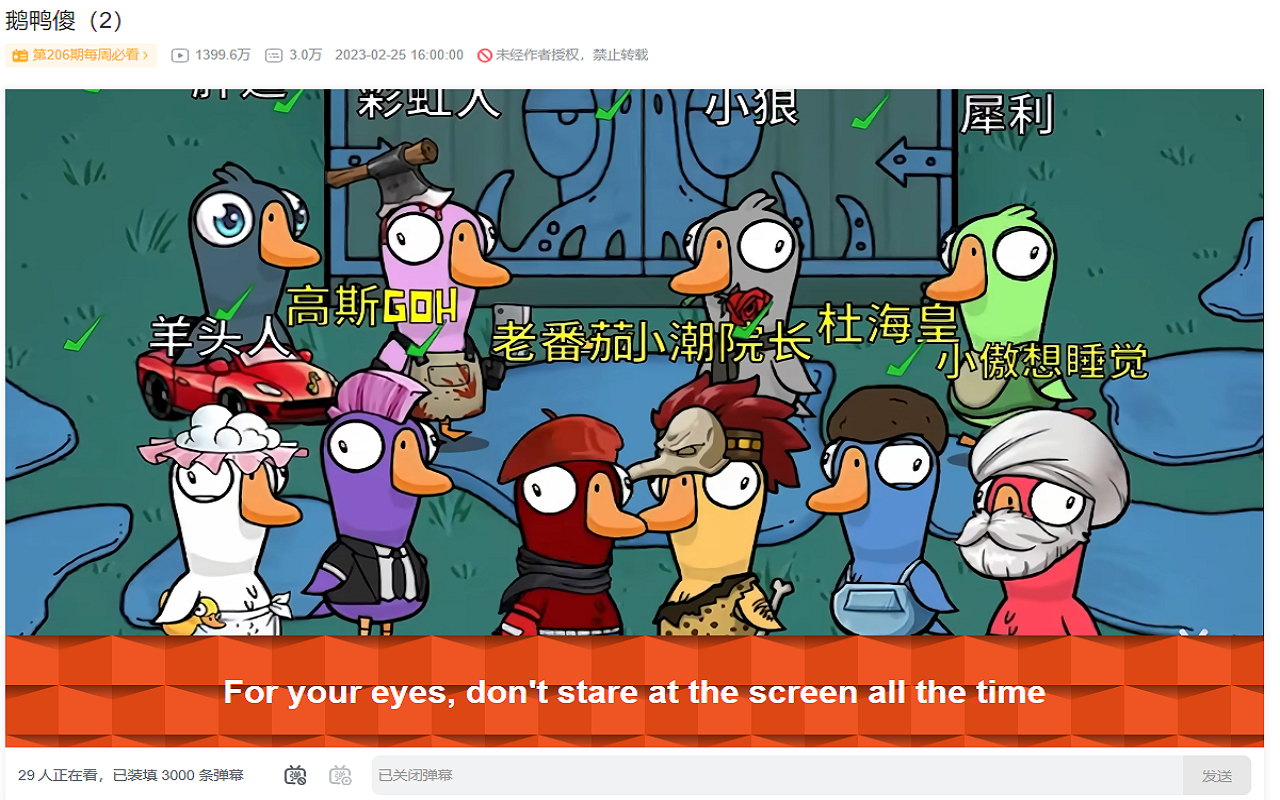 鹅鸭傻（2）
第206期每周必看 1399.6万 3.0万 2023-02-25 16:00:00 未经作者授权，禁止转载
彩虹人 小狼 犀利
羊头人 高斯GOH 老番茄 小潮院长 杜海皇 小傲想睡觉
For your eyes, don't stare at the screen all the time
29 人正在看，已装填 3000 条弹幕 已关闭弹幕 发送